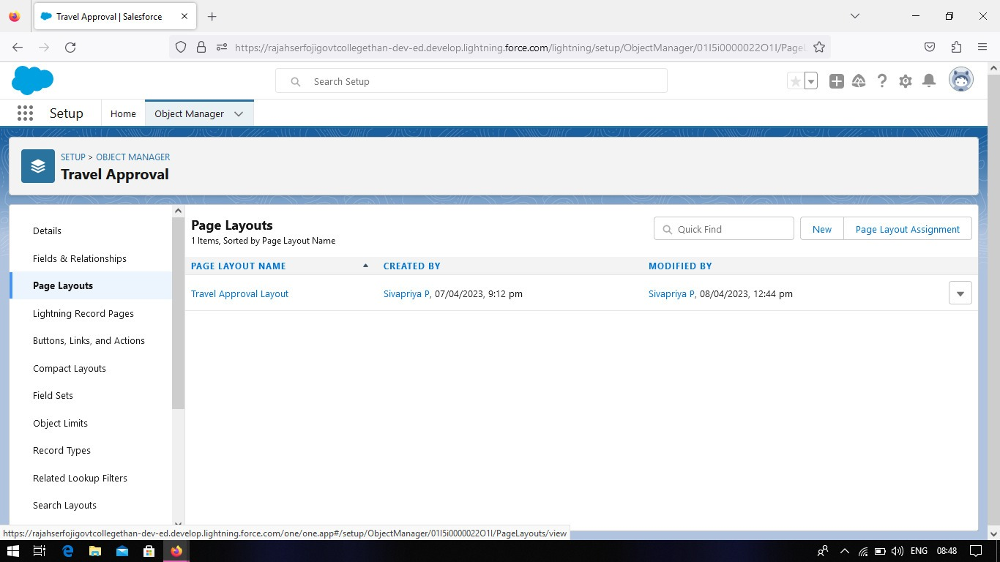 Travel Approval | Salesforce
https://rajahserfojigovtcollegethan-dev-ed.develop.lightning.force.com/lightning/setup/ObjectManager/01I5i0000022O1I/PageL
Search Setup
Setup
Home
Object Manager
SETUP > OBJECT MANAGER
Travel Approval
Details
Fields & Relationships
Page Layouts
Lightning Record Pages
Buttons, Links, and Actions
Compact Layouts
Field Sets
Object Limits
Record Types
Related Lookup Filters
Search Layouts
Page Layouts
1 Items, Sorted by Page Layout Name
Quick Find
New
Page Layout Assignment
PAGE LAYOUT NAME CREATED BY MODIFIED BY
Travel Approval Layout Sivapriya P, 07/04/2023, 9:12 pm Sivapriya P, 08/04/2023, 12:44 pm
https://rajahserfojigovtcollegethan-dev-ed.develop.lightning.force.com/one/one.app#/setup/ObjectManager/01I5i0000022O1I/PageLayouts/view
ENG 08:48